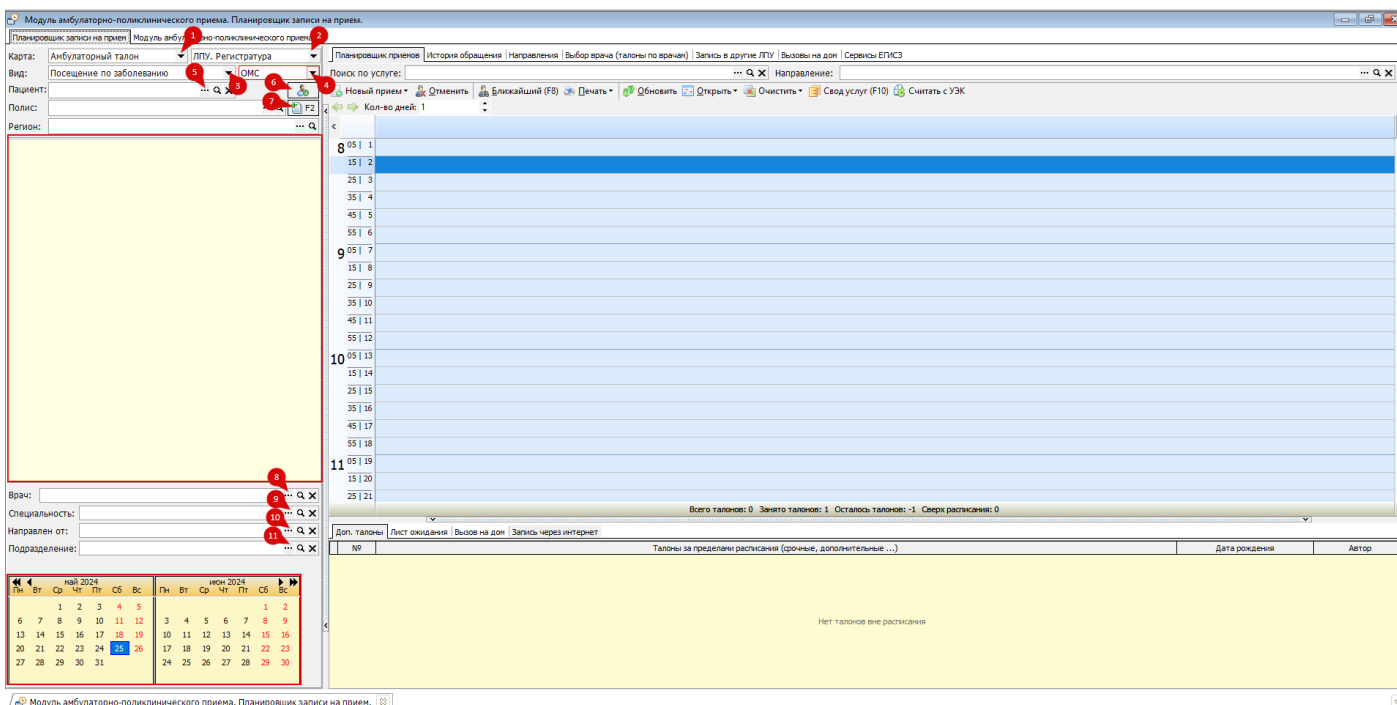 Модуль амбулаторно-поликлинического приема. Планировщик записи на прием.
Планировщик записи на прием
Карта: Амбулаторный талон 1 ЛПУ. Регистратура 2
Вид: Посещение по заболеванию 3 ОМС 4
Пациент: 5 6
Полис: 7 F2
Регион:
Планировщик приемов История обращения Направления Выбор врача (талоны по врачам) Запись в другие ЛПУ Вызовы на дом Сервисы ЕГИСЗ
Поиск по услуге: Направление:
Новый прием Отменить Ближайший (F8) Печать Обновить Открыть Очистить Свод услуг (F10) Считать с УЭК
Кол-во дней: 1
8 05 | 1
15 | 2
25 | 3
35 | 4
45 | 5
55 | 6
9 05 | 7
15 | 8
25 | 9
35 | 10
45 | 11
55 | 12
10 05 | 13
15 | 14
25 | 15
35 | 16
45 | 17
55 | 18
11 05 | 19
15 | 20
25 | 21
Всего талонов: 0 Занято талонов: 1 Осталось талонов: -1 Сверх расписания: 0
8
Врач: 9
Специальность: 10
Направлен от: 11
Подразделение:
Доп. талоны Лист ожидания Вызов на дом Запись через интернет
№ Талоны за пределами расписания (срочные, дополнительные ...) Дата рождения Автор
Нет талонов вне расписания
май 2024 июн 2024
Пн Вт Ср Чт Пт Сб Вс Пн Вт Ср Чт Пт Сб Вс
1 2 3 4 5 1 2
6 7 8 9 10 11 12 3 4 5 6 7 8 9
13 14 15 16 17 18 19 10 11 12 13 14 15 16
20 21 22 23 24 25 26 17 18 19 20 21 22 23
27 28 29 30 31 24 25 26 27 28 29 30
Модуль амбулаторно-поликлинического приема. Планировщик записи на прием.